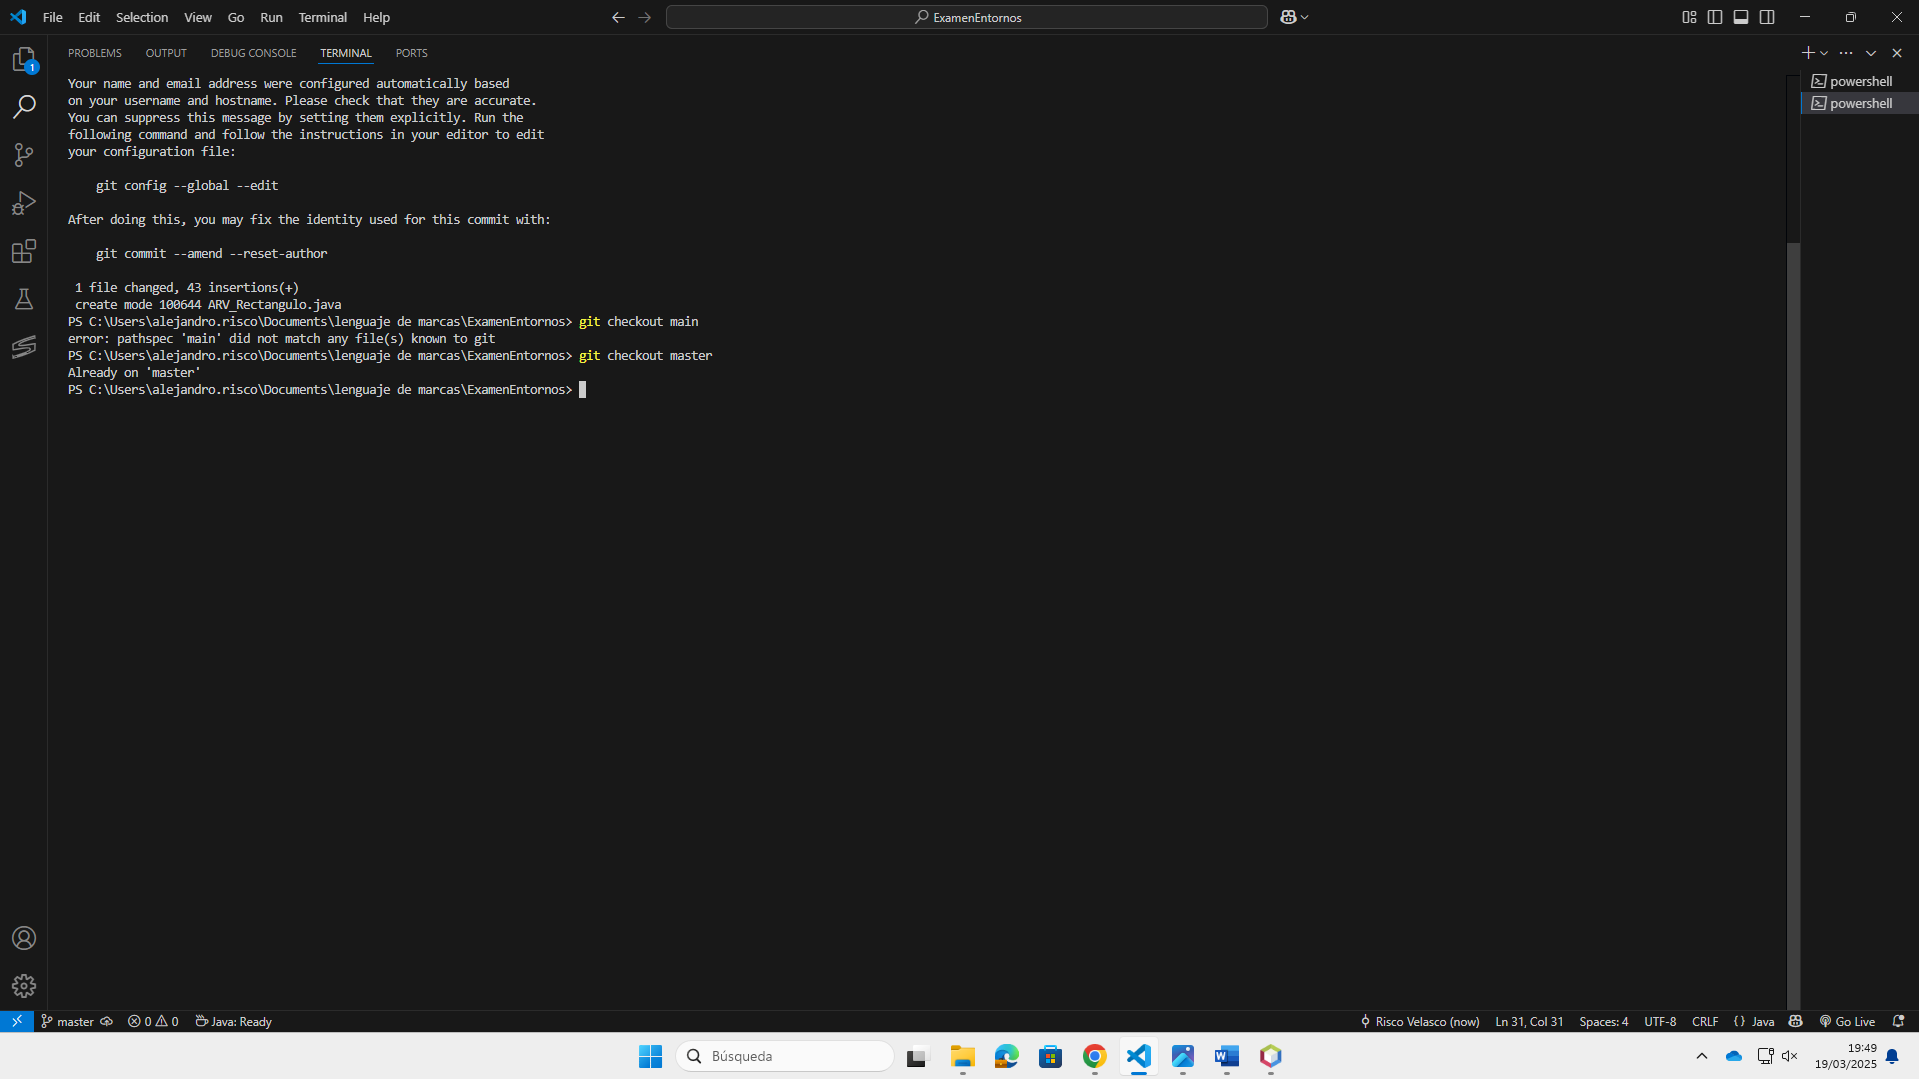 File Edit Selection View Go Run Terminal Help
ExamenEntornos
PROBLEMS OUTPUT DEBUG CONSOLE TERMINAL PORTS
1
powershell
powershell
Your name and email address were configured automatically based
on your username and hostname. Please check that they are accurate.
You can suppress this message by setting them explicitly. Run the
following command and follow the instructions in your editor to edit
your configuration file:
git config --global --edit
After doing this, you may fix the identity used for this commit with:
git commit --amend --reset-author
1 file changed, 43 insertions(+)
create mode 100644 ARV_Rectangulo.java
PS C:\Users\alejandro.risco\Documents\lenguaje de marcas\ExamenEntornos> git checkout main
error: pathspec 'main' did not match any file(s) known to git
PS C:\Users\alejandro.risco\Documents\lenguaje de marcas\ExamenEntornos> git checkout master
Already on 'master'
PS C:\Users\alejandro.risco\Documents\lenguaje de marcas\ExamenEntornos>
master 0 0 Java: Ready Risco Velasco (now) Ln 31, Col 31 Spaces: 4 UTF-8 CRLF {} Java Go Live
Búsqueda
19:49
19/03/2025